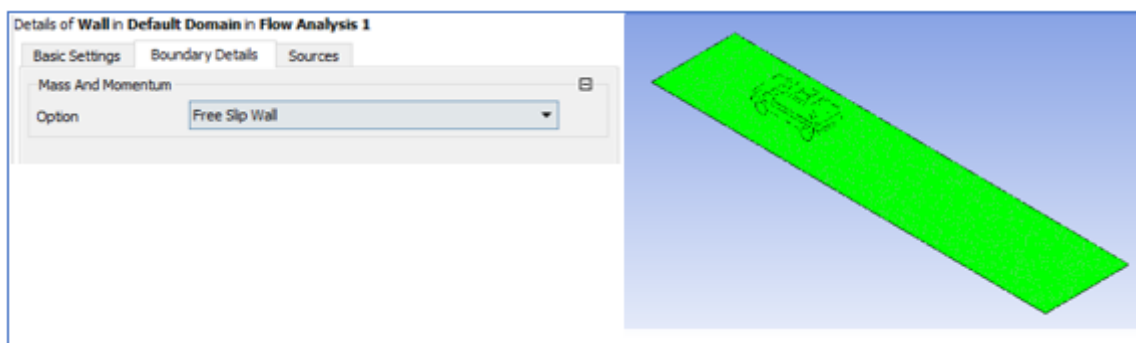 Details of Wall in Default Domain in Flow Analysis 1
Basic Settings Boundary Details Sources
Mass And Momentum
Option Free Slip Wall